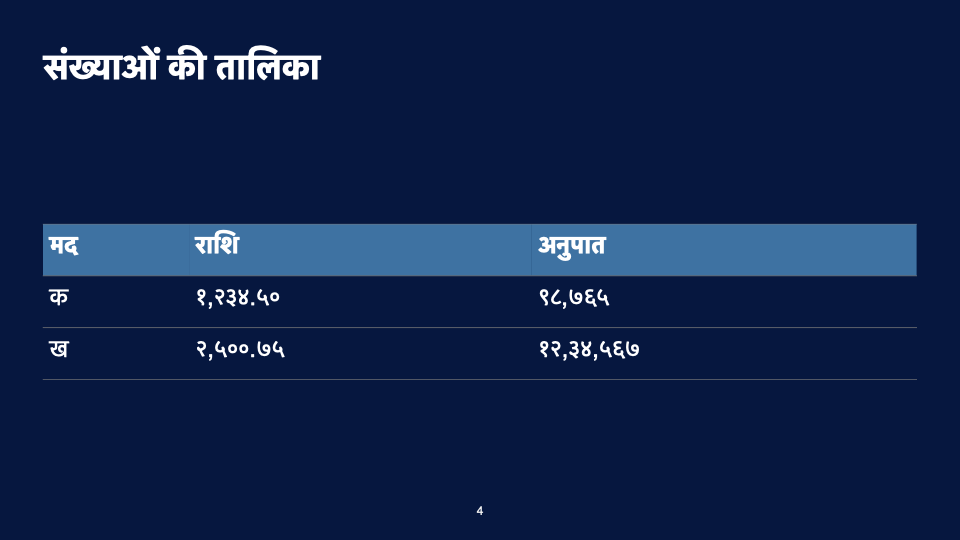 संख्याओं की तालिका
मद राशि अनुपात
क १,२३४.५० ९८,७६५
ख २,५००.७५ १२,३४,५६७
4